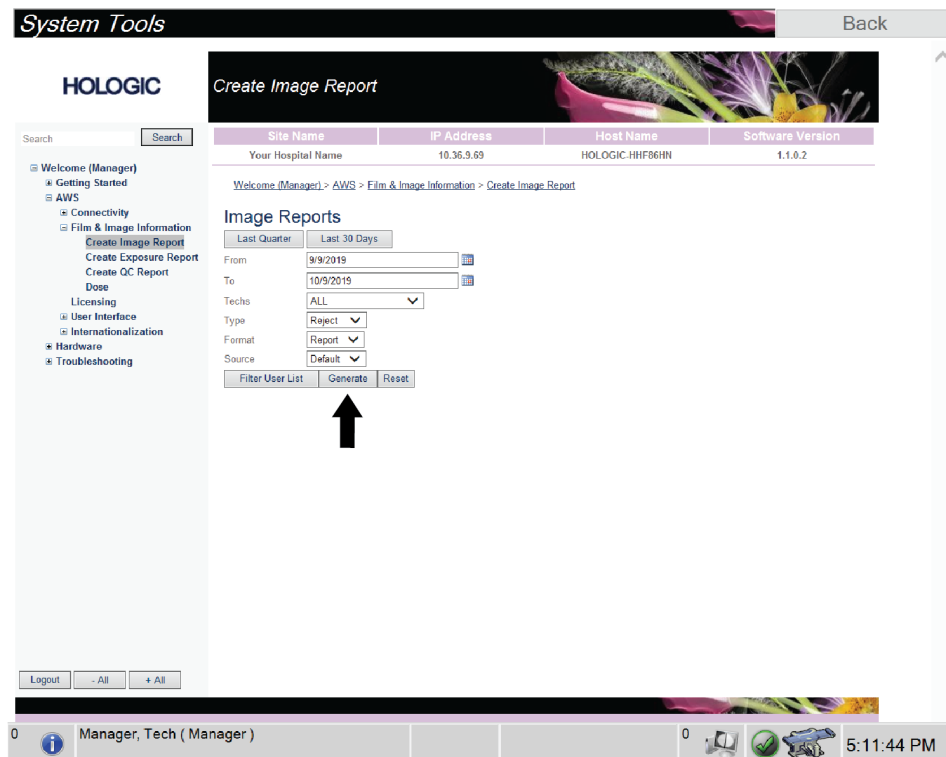 System Tools
Back
HOLOGIC
Create Image Report
Search
Search
Site Name IP Address Host Name Software Version
Your Hospital Name 10.36.9.69 HOLOGIC-HHF86HN 1.1.0.2
Welcome (Manager)
Getting Started
AWS
Connectivity
Film & Image Information
Create Image Report
Create Exposure Report
Create QC Report
Dose
Licensing
User Interface
Internationalization
Hardware
Troubleshooting
Welcome (Manager) > AWS > Film & Image Information > Create Image Report
Image Reports
Last Quarter Last 30 Days
From 9/9/2019
To 10/9/2019
Techs ALL
Type Reject
Format Report
Source Default
Filter User List Generate Reset
Logout - All + All
0 Manager, Tech ( Manager ) 0 5:11:44 PM